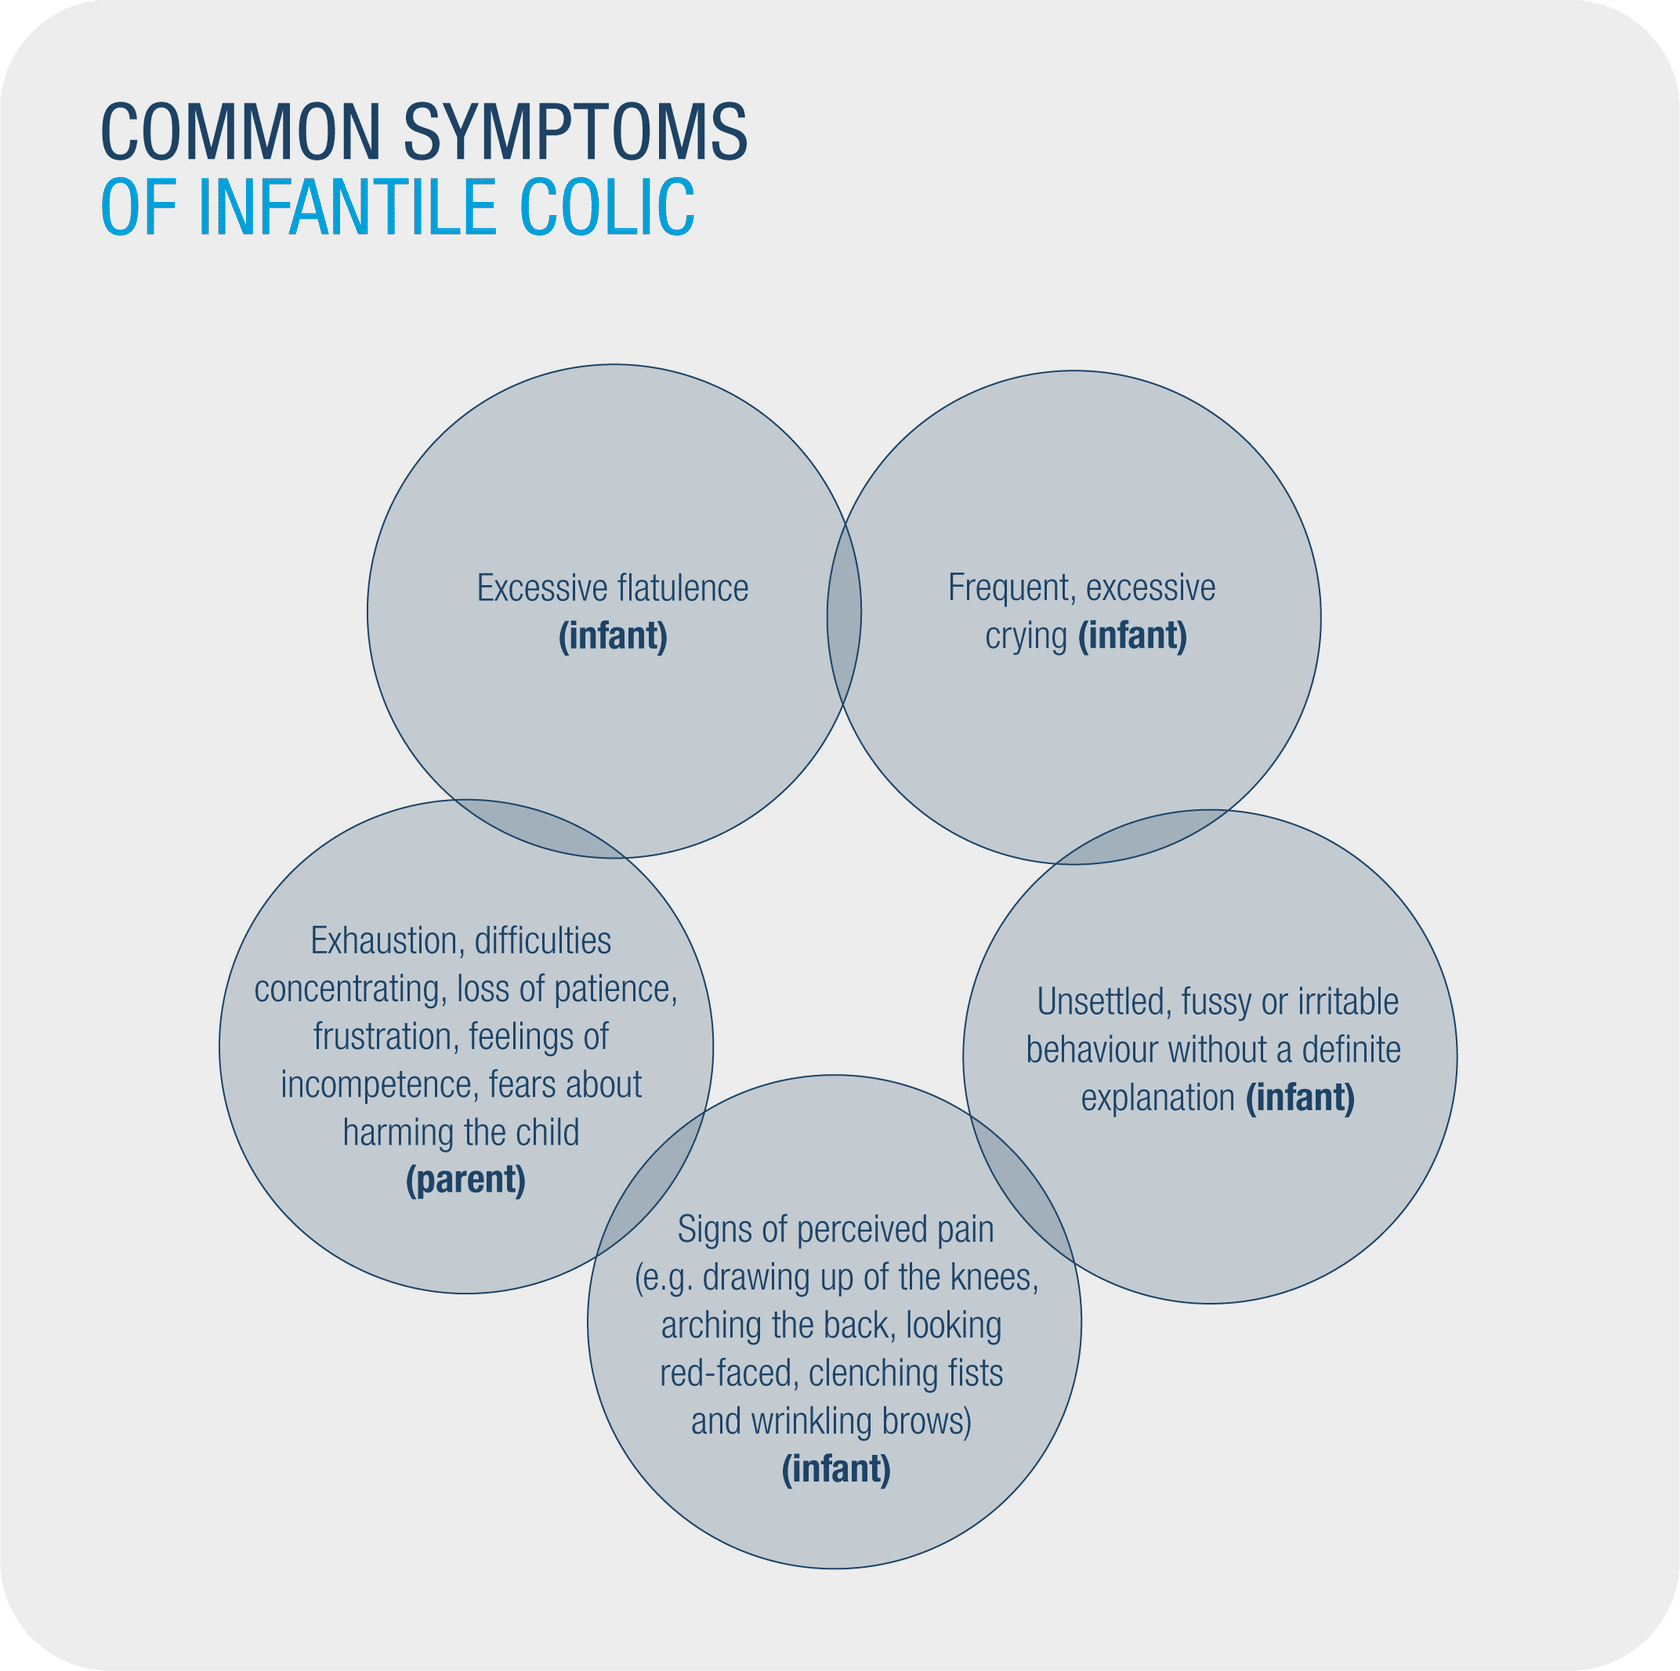 COMMON SYMPTOMS
OF INFANTILE COLIC
Excessive flatulence
(infant)
Frequent, excessive
crying (infant)
Exhaustion, difficulties
concentrating, loss of patience,
frustration, feelings of
incompetence, fears about
harming the child
(parent)
Unsettled, fussy or irritable
behaviour without a definite
explanation (infant)
Signs of perceived pain
(e.g. drawing up of the knees,
arching the back, looking
red-faced, clenching fists
and wrinkling brows)
(infant)